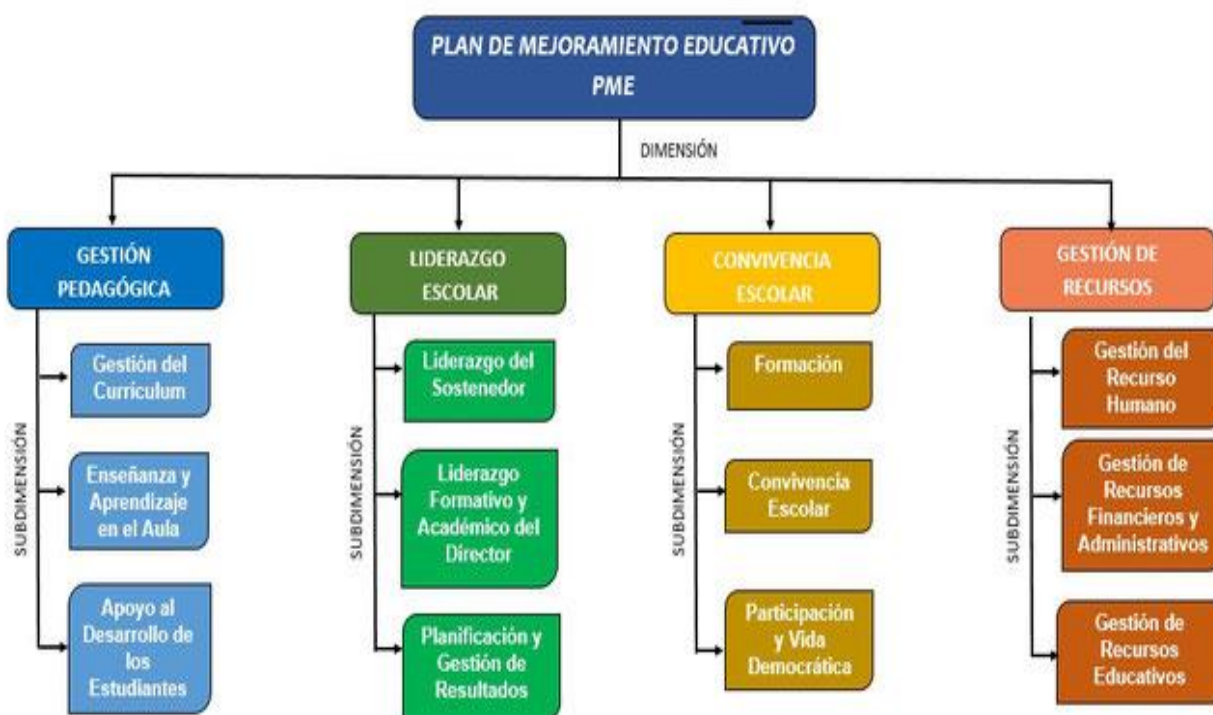 PLAN DE MEJORAMIENTO EDUCATIVO
PME
DIMENSIÓN
GESTIÓN
PEDAGÓGICA
SUBDIMENSIÓN
Gestión del
Currículum
Enseñanza y
Aprendizaje
en el Aula
Apoyo al
Desarrollo de
los
Estudiantes
LIDERAZGO
ESCOLAR
SUBDIMENSIÓN
Liderazgo del
Sostenedor
Liderazgo
Formativo y
Académico del
Director
Planificación y
Gestión de
Resultados
CONVIVENCIA
ESCOLAR
SUBDIMENSIÓN
Formación
Convivencia
Escolar
Participación
y Vida
Democrática
GESTIÓN DE
RECURSOS
SUBDIMENSIÓN
Gestión del
Recurso
Humano
Gestión de
Recursos
Financieros y
Administrativos
Gestión de
Recursos
Educativos